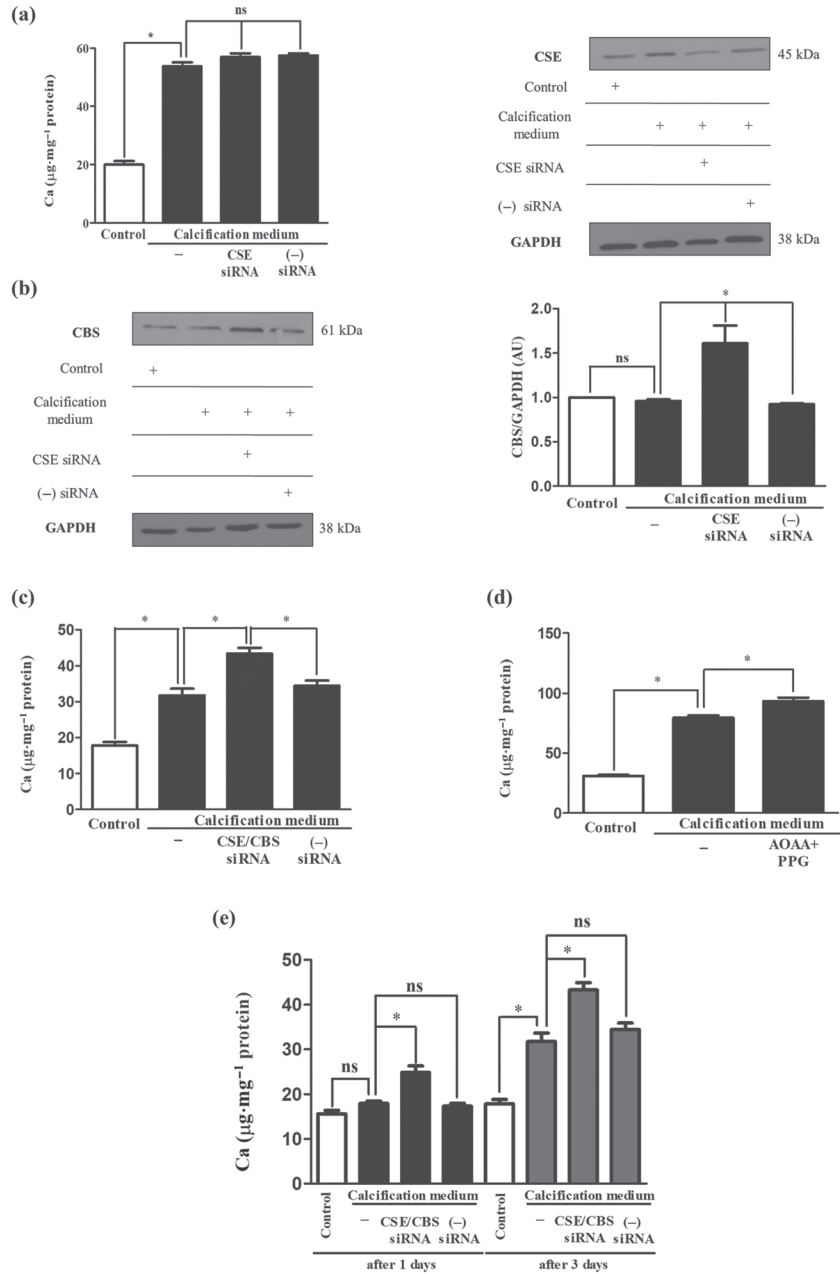 (a)
ns
*
60
40
20
0
Ca (μg·mg⁻¹ protein)
Control
Calcification medium
–
CSE siRNA
(–) siRNA
CSE
45 kDa
Control
+
Calcification medium
+ + +
CSE siRNA
+
(–) siRNA
+
GAPDH
38 kDa
(b)
CBS
61 kDa
Control
+
Calcification medium
+ + +
CSE siRNA
+
(–) siRNA
+
GAPDH
38 kDa
*
ns
2.0
1.5
1.0
0.5
0.0
CBS/GAPDH (AU)
Control
Calcification medium
–
CSE siRNA
(–) siRNA
(c)
* * *
50
40
30
20
10
0
Ca (μg·mg⁻¹ protein)
Control
Calcification medium
–
CSE/CBS siRNA
(–) siRNA
(d)
*
*
150
100
50
0
Ca (μg·mg⁻¹ protein)
Control
Calcification medium
–
AOAA+ PPG
(e)
ns
*
ns
ns
*
*
50
40
30
20
10
0
Ca (μg·mg⁻¹ protein)
Control
Calcification medium
–
CSE/CBS siRNA
(–) siRNA
after 1 days
Control
Calcification medium
–
CSE/CBS siRNA
(–) siRNA
after 3 days